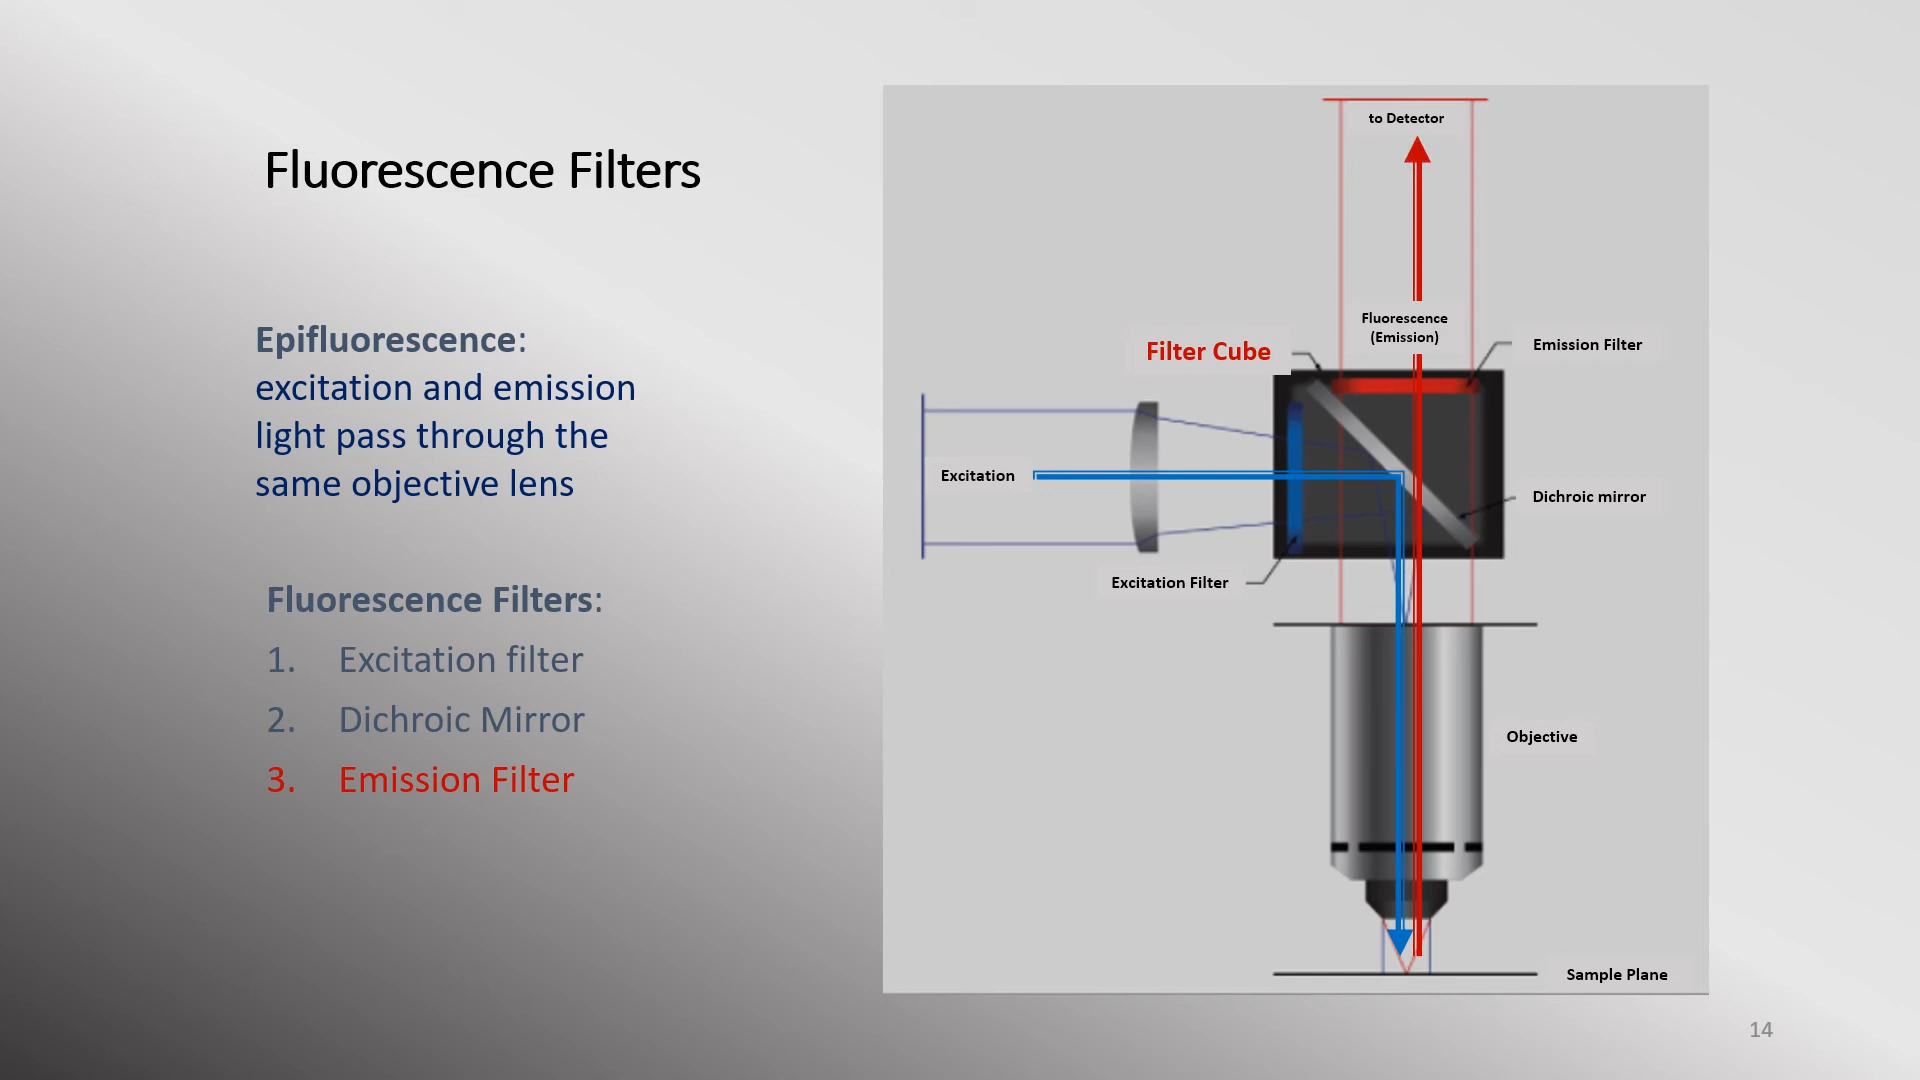 Fluorescence Filters
Epifluorescence:
excitation and emission
light pass through the
same objective lens
Fluorescence Filters:
1. Excitation filter
2. Dichroic Mirror
3. Emission Filter
to Detector
Fluorescence
(Emission)
Filter Cube
Emission Filter
Excitation
Dichroic mirror
Excitation Filter
Objective
Sample Plane
14